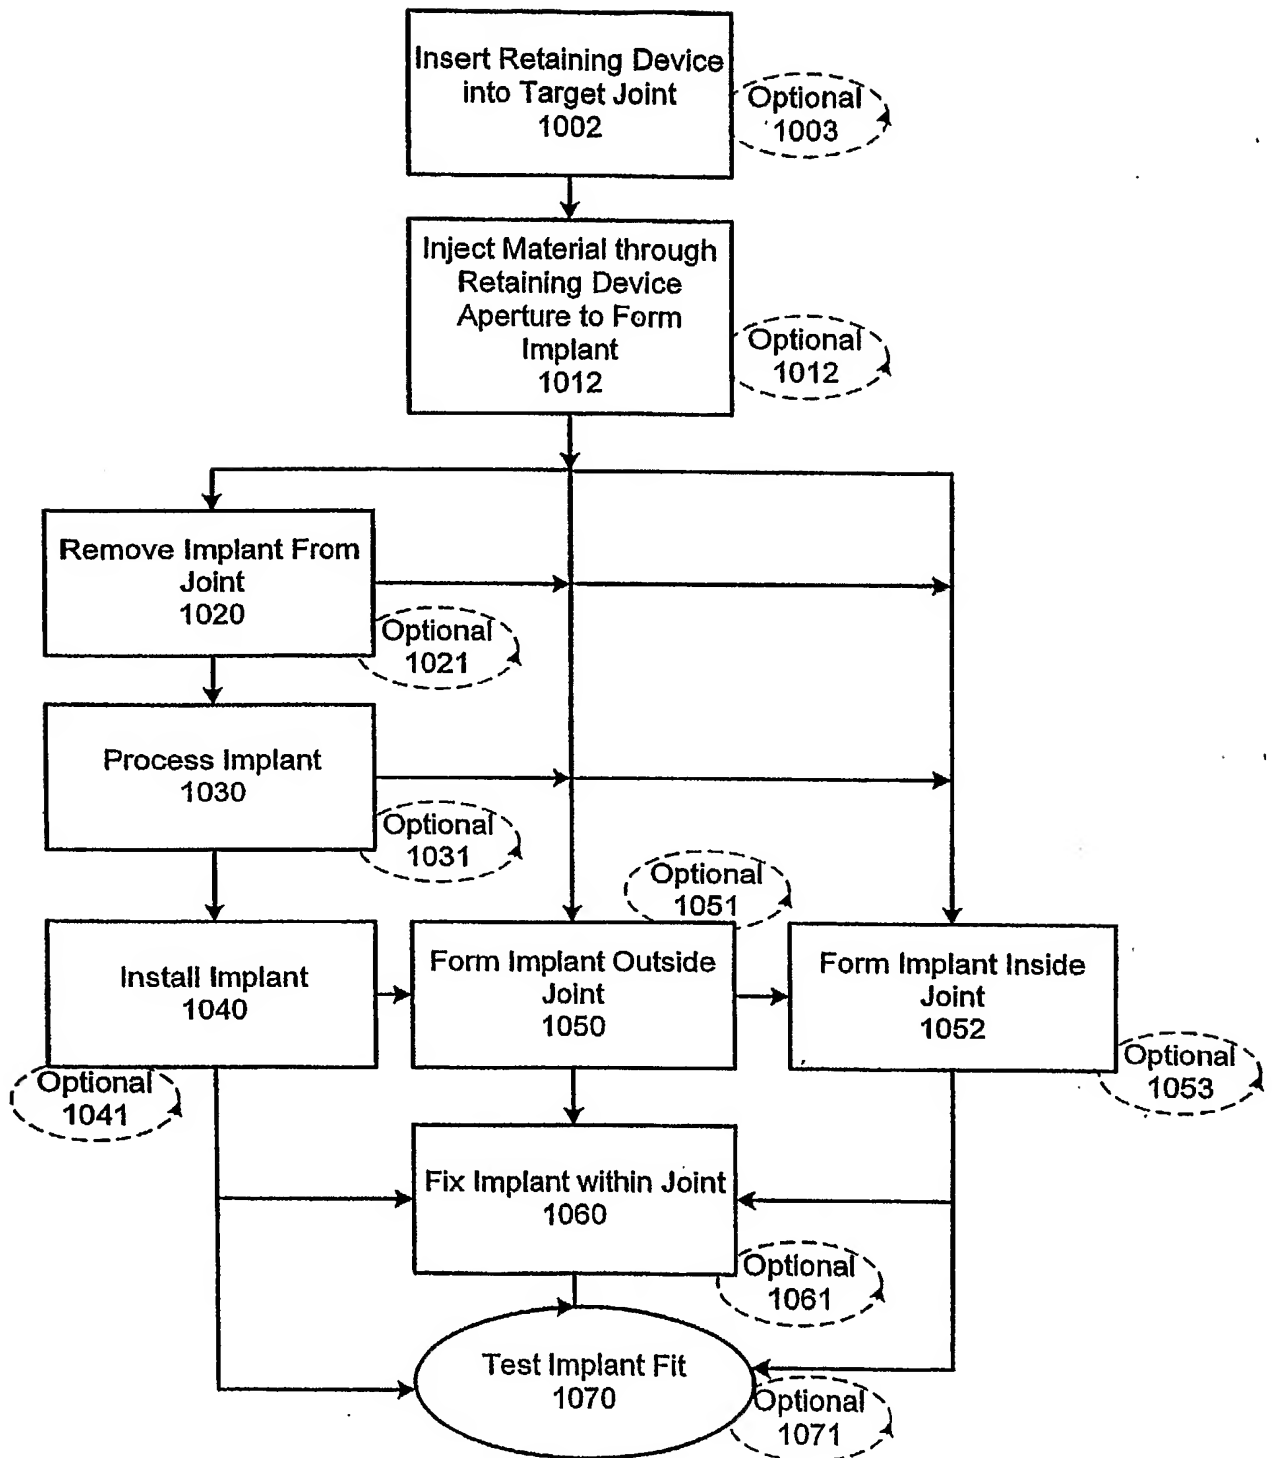 Insert Retaining Device
into Target Joint
1002
Optional
1003
Inject Material through
Retaining Device
Aperture to Form
Implant
1012
Optional
1012
Remove Implant From
Joint
1020
Optional
1021
Process Implant
1030
Optional
1031
Install Implant
1040
Optional
1041
Optional
1051
Form Implant Outside
Joint
1050
Form Implant Inside
Joint
1052
Optional
1053
Fix Implant within Joint
1060
Optional
1061
Test Implant Fit
1070
Optional
1071